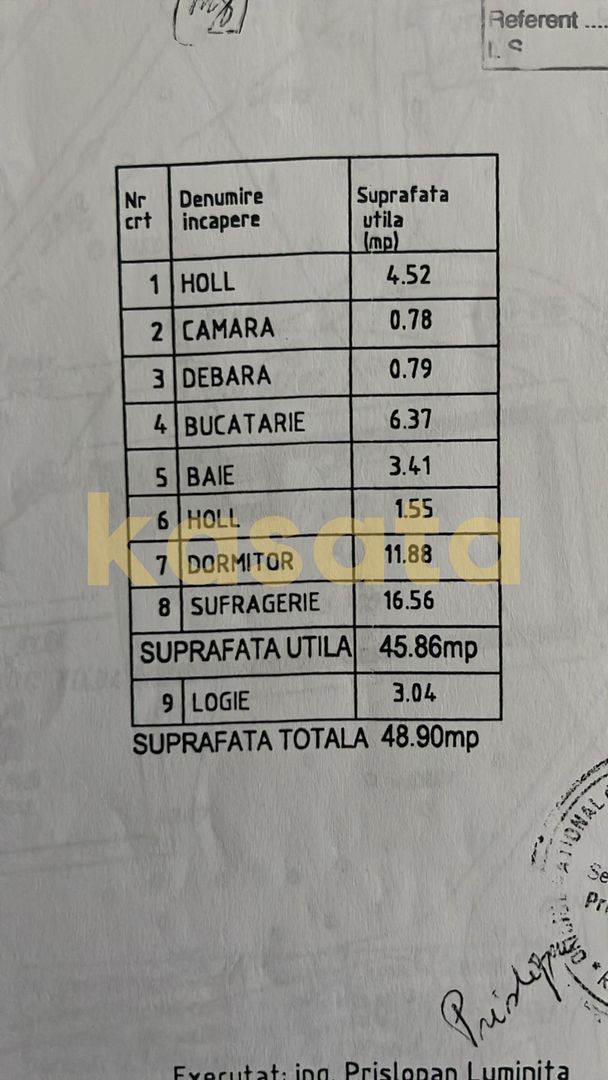 Referent ....
L S
Nr crt Denumire incapere Suprafata utila (mp)
1 HOLL 4.52
2 CAMARA 0.78
3 DEBARA 0.79
4 BUCATARIE 6.37
5 BAIE 3.41
6 HOLL 1.55
7 DORMITOR 11.88
8 SUFRAGERIE 16.56
SUPRAFATA UTILA 45.86mp
9 LOGIE 3.04
SUPRAFATA TOTALA 48.90mp
kasata
Executat: ing. Prislopan Luminita